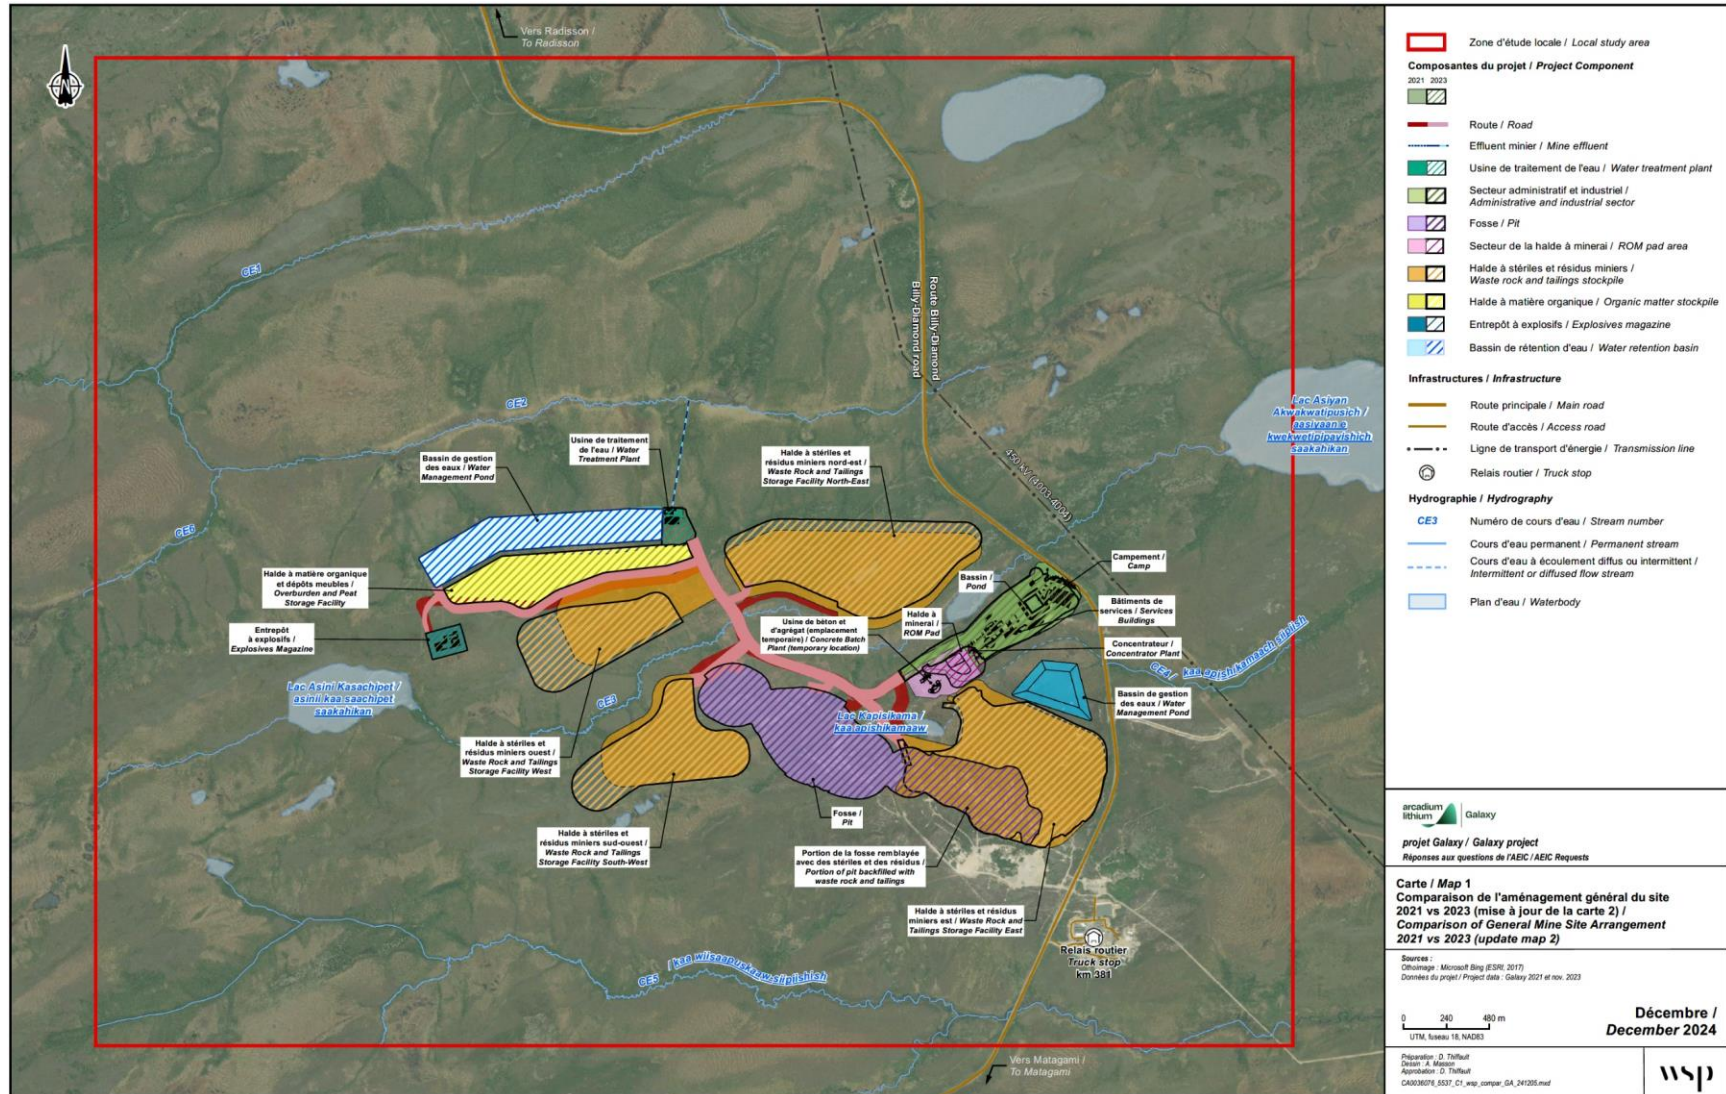 Vers Radisson /
To Radisson
N
CE1
Route Billy-Diamond
Billy-Diamond road
Lac Asiyan
Akwakwatipusich /
aasiyaan e
kwekwetipipayishich
saakahikan
CE2
450 kV (4003-4004)
Usine de traitement
de l'eau / Water
Treatment Plant
Bassin de gestion
des eaux / Water
Management Pond
Halde à stériles et
résidus miniers nord-est /
Waste Rock and Tailings
Storage Facility North-East
CE6
Campement /
Camp
Bassin /
Pond
Halde à matière organique
et dépôts meubles /
Overburden and Peat
Storage Facility
Bâtiments de
services / Services
Buildings
Halde à
minerai /
ROM Pad
Usine de béton et
d'agrégat (emplacement
temporaire) / Concrete Batch
Plant (temporary location)
Entrepôt
à explosifs /
Explosives Magazine
Concentrateur /
Concentrator Plant
CE4 /
kaa apishikamaach siipiish
Lac Asini Kasachipet /
asinii kaa saachipet
saakahikan
CE3
Bassin de gestion
des eaux / Water
Management Pond
Lac Kapisikama /
kaa apishikamaaw
Halde à stériles et
résidus miniers ouest /
Waste Rock and Tailings
Storage Facility West
Fosse /
Pit
Halde à stériles et
résidus miniers sud-ouest /
Waste Rock and Tailings
Storage Facility South-West
Portion de la fosse remblayée
avec des stériles et des résidus /
Portion of pit backfilled with
waste rock and tailings
Halde à stériles et résidus
miniers est / Waste Rock and
Tailings Storage Facility East
Relais routier
Truck stop
km 381
CE5 / kaa wiisaapuskaaw siipiishish
Vers Matagami /
To Matagami
Zone d'étude locale / Local study area
Composantes du projet / Project Component
2021 2023
Route / Road
Effluent minier / Mine effluent
Usine de traitement de l'eau / Water treatment plant
Secteur administratif et industriel /
Administrative and industrial sector
Fosse / Pit
Secteur de la halde à minerai / ROM pad area
Halde à stériles et résidus miniers /
Waste rock and tailings stockpile
Halde à matière organique / Organic matter stockpile
Entrepôt à explosifs / Explosives magazine
Bassin de rétention d'eau / Water retention basin
Infrastructures / Infrastructure
Route principale / Main road
Route d'accès / Access road
Ligne de transport d'énergie / Transmission line
Relais routier / Truck stop
Hydrographie / Hydrography
CE3 Numéro de cours d'eau / Stream number
Cours d'eau permanent / Permanent stream
Cours d'eau à écoulement diffus ou intermittent /
Intermittent or diffused flow stream
Plan d'eau / Waterbody
arcadium
lithium
Galaxy
projet Galaxy / Galaxy project
Réponses aux questions de l'AEIC / AEIC Requests
Carte / Map 1
Comparaison de l'aménagement général du site
2021 vs 2023 (mise à jour de la carte 2) /
Comparison of General Mine Site Arrangement
2021 vs 2023 (update map 2)
Sources :
Othoimage : Microsoft Bing (ESRI, 2017)
Données du projet / Project data : Galaxy 2021 et nov. 2023
0 240 480 m
UTM, fuseau 18, NAD83
Décembre /
December 2024
Préparation : D. Thiffault
Dessin : A. Masson
Approbation : D. Thiffault
CA0036076_5537_C1_wsp_compar_GA_241205.mxd
wsp